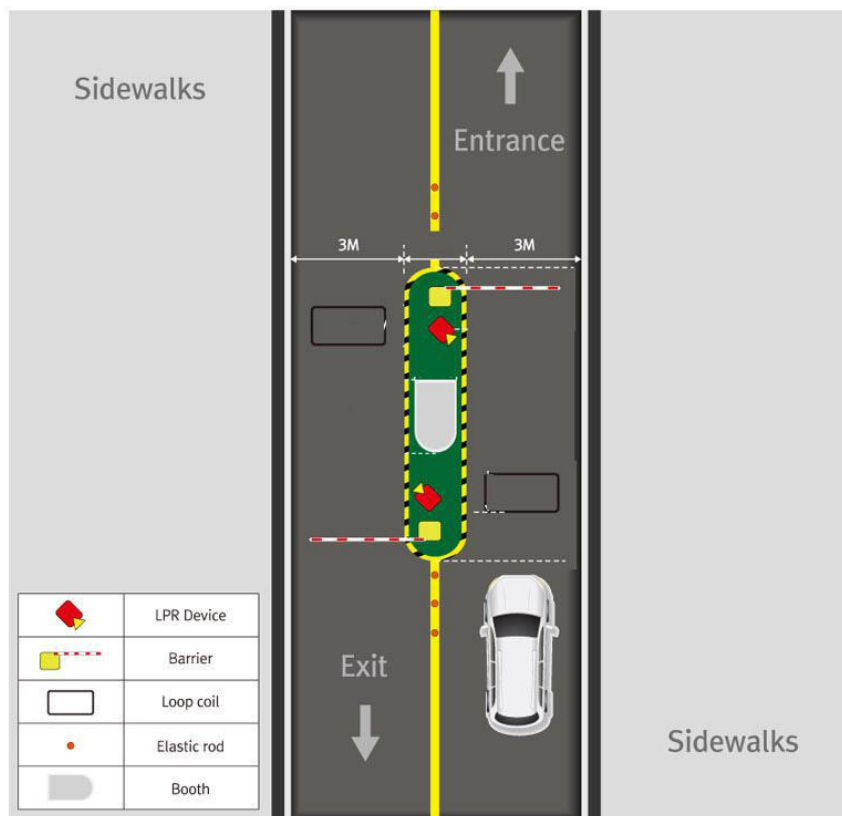 Sidewalks
Entrance
3M
3M
Exit
Sidewalks
LPR Device
Barrier
Loop coil
Elastic rod
Booth